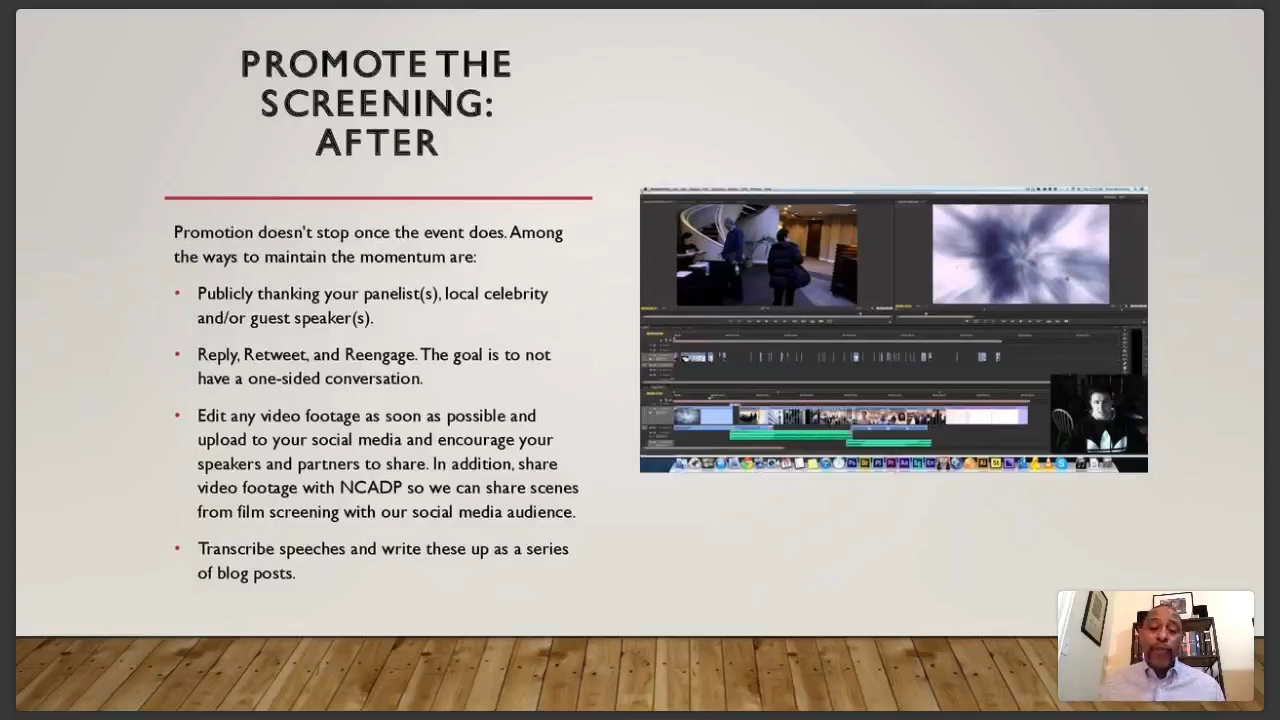 PROMOTE THE
SCREENING:
AFTER
Promotion doesn't stop once the event does. Among
the ways to maintain the momentum are:
• Publicly thanking your panelist(s), local celebrity
and/or guest speaker(s).
• Reply, Retweet, and Reengage. The goal is to not
have a one-sided conversation.
• Edit any video footage as soon as possible and
upload to your social media and encourage your
speakers and partners to share. In addition, share
video footage with NCADP so we can share scenes
from film screening with our social media audience.
• Transcribe speeches and write these up as a series
of blog posts.